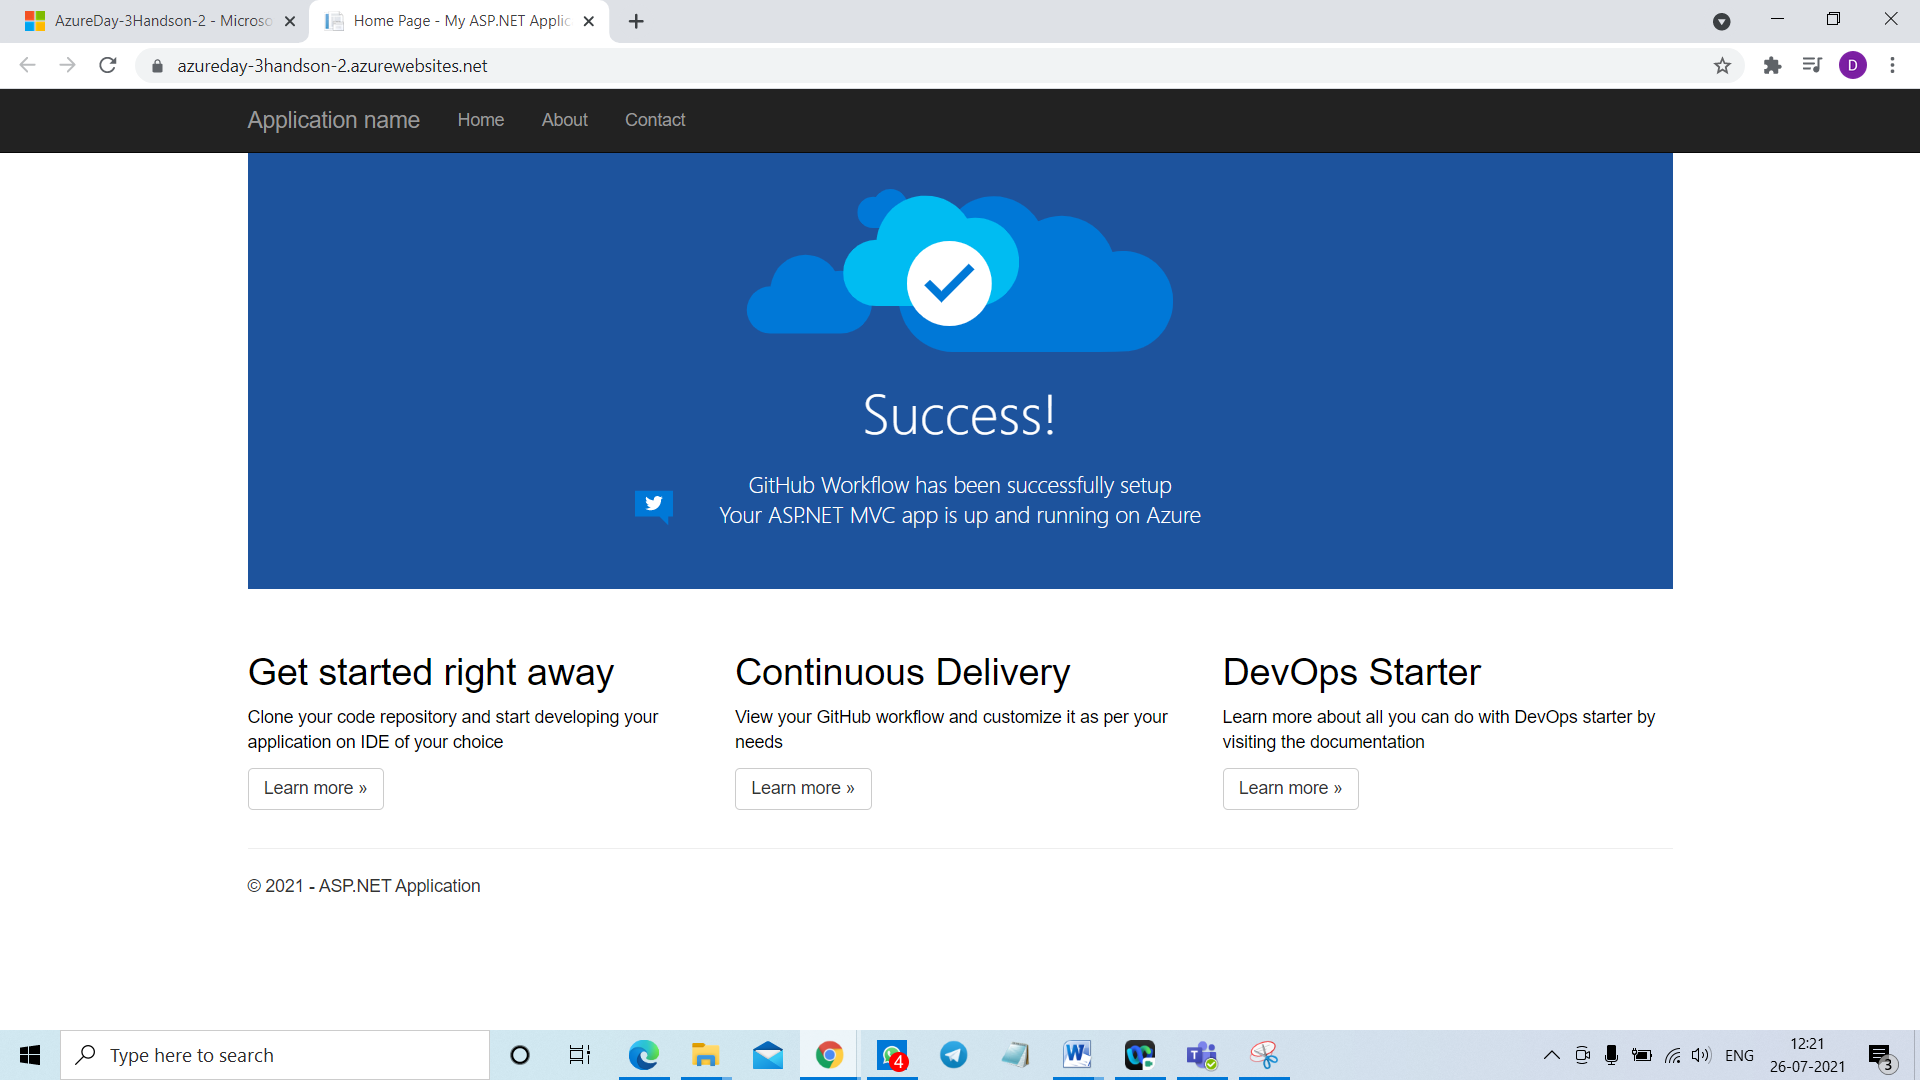 AzureDay-3Handson-2 - Microso
Home Page - My ASP.NET Applic
azureday-3handson-2.azurewebsites.net
D
Application name
Home
About
Contact
Success!
GitHub Workflow has been successfully setup
Your ASP.NET MVC app is up and running on Azure
Get started right away
Clone your code repository and start developing your
application on IDE of your choice
Learn more »
Continuous Delivery
View your GitHub workflow and customize it as per your
needs
Learn more »
DevOps Starter
Learn more about all you can do with DevOps starter by
visiting the documentation
Learn more »
© 2021 - ASP.NET Application
Type here to search
4
ENG
12:21
26-07-2021
3